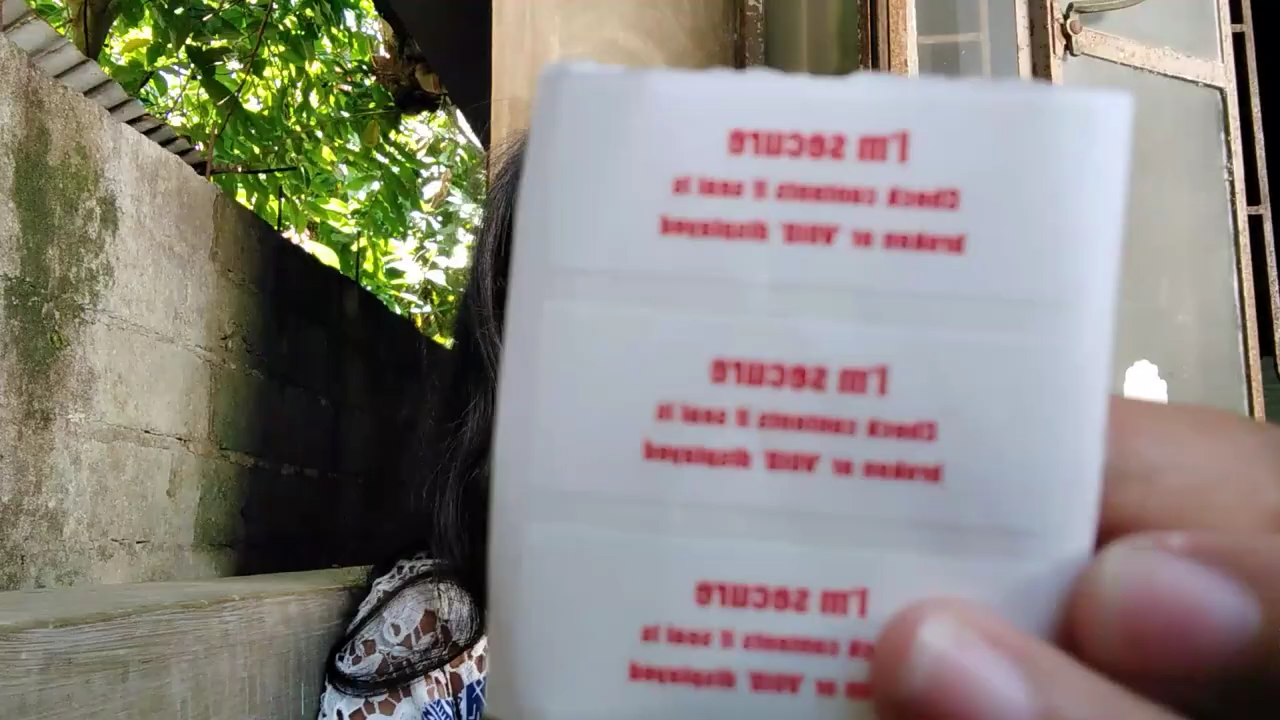 I'm secure
Check contents if seal is
broken or 'VOID' displayed
I'm secure
Check contents if seal is
broken or 'VOID' displayed
I'm secure
contents if seal is
or 'VOID' displayed